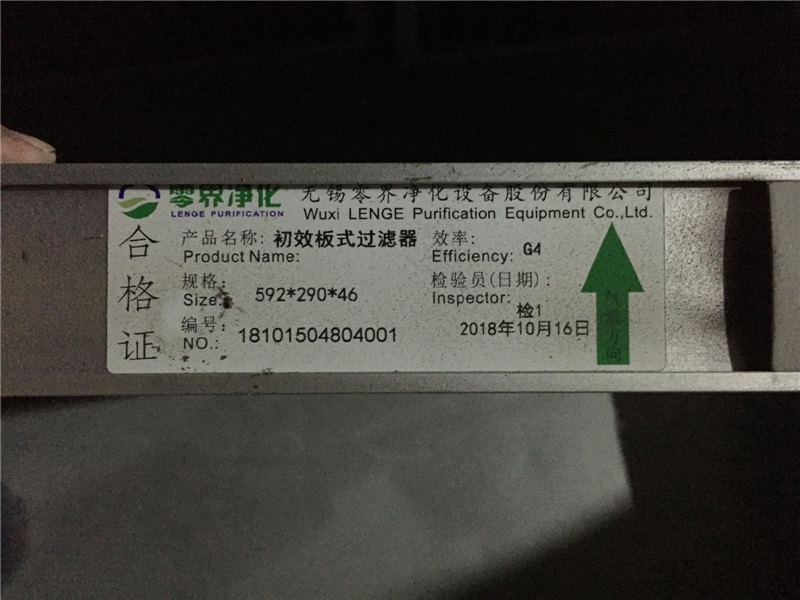 零界净化
LENGE PURIFICATION
无锡零界净化设备股份有限公司
Wuxi LENGE Purification Equipment Co.,Ltd.
合格证
产品名称: 初效板式过滤器
Product Name:
效率:
Efficiency: G4
规格:
Size: 592*290*46
检验员(日期):
Inspector: 检1
2018年10月16日
编号:
NO.: 18101504804001
气流方向